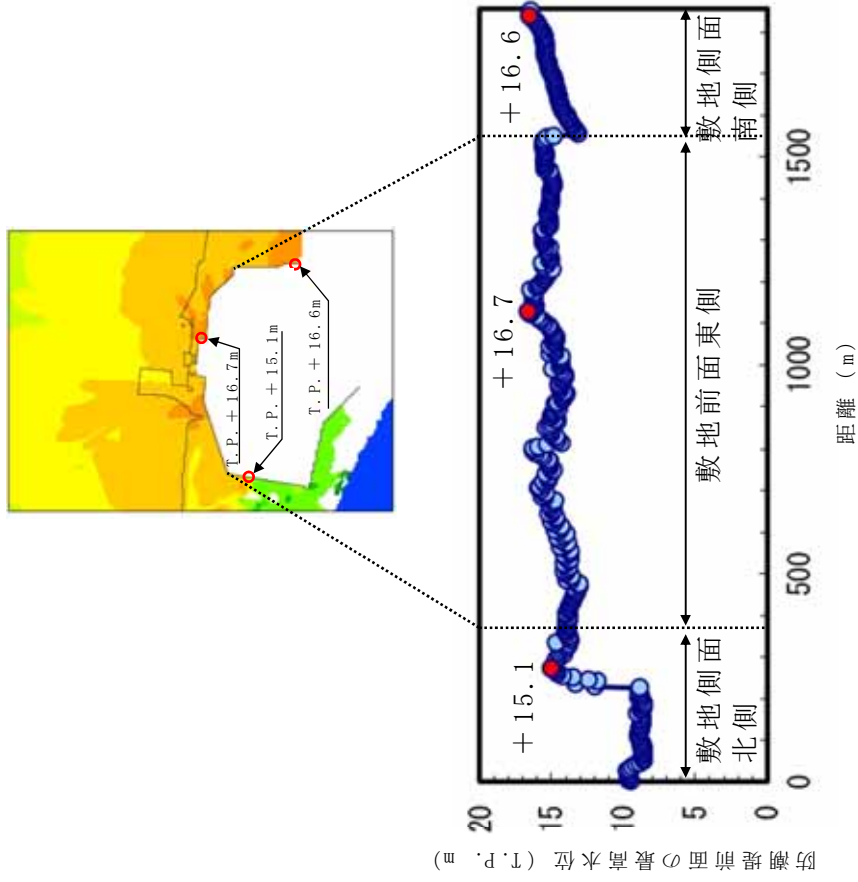 T.P.＋16.7m
T.P.＋15.1m
T.P.＋16.6m
防潮堤前面の最高水位 (T.P. m)
20
15
10
5
0
＋15.1
＋16.7
＋16.6
敷地側面
北側
敷地前面東側
敷地側面
南側
0
500
1000
1500
距離 (m)